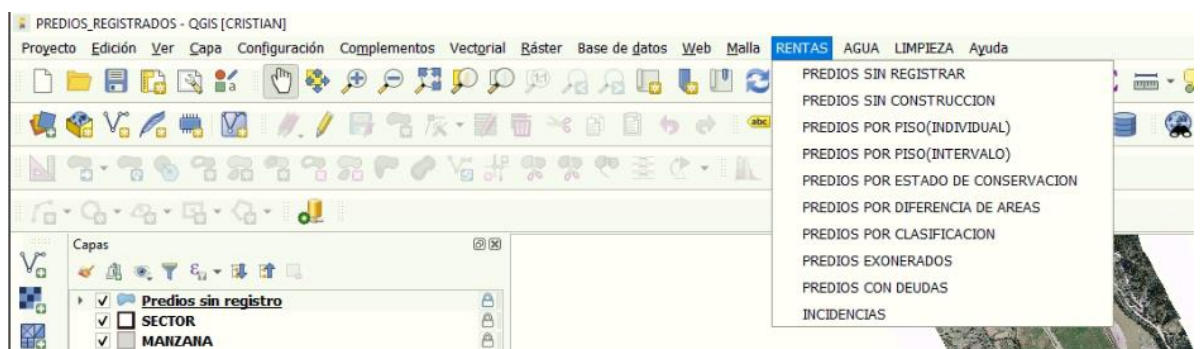 PREDIOS_REGISTRADOS - QGIS [CRISTIAN]
Proyecto Edición Ver Capa Configuración Complementos Vectorial Ráster Base de datos Web Malla RENTAS AGUA LIMPIEZA Ayuda
PREDIOS SIN REGISTRAR
PREDIOS SIN CONSTRUCCION
PREDIOS POR PISO(INDIVIDUAL)
PREDIOS POR PISO(INTERVALO)
PREDIOS POR ESTADO DE CONSERVACION
PREDIOS POR DIFERENCIA DE AREAS
PREDIOS POR CLASIFICACION
PREDIOS EXONERADOS
PREDIOS CON DEUDAS
INCIDENCIAS
abc
Capas
Predios sin registro
SECTOR
MANZANA